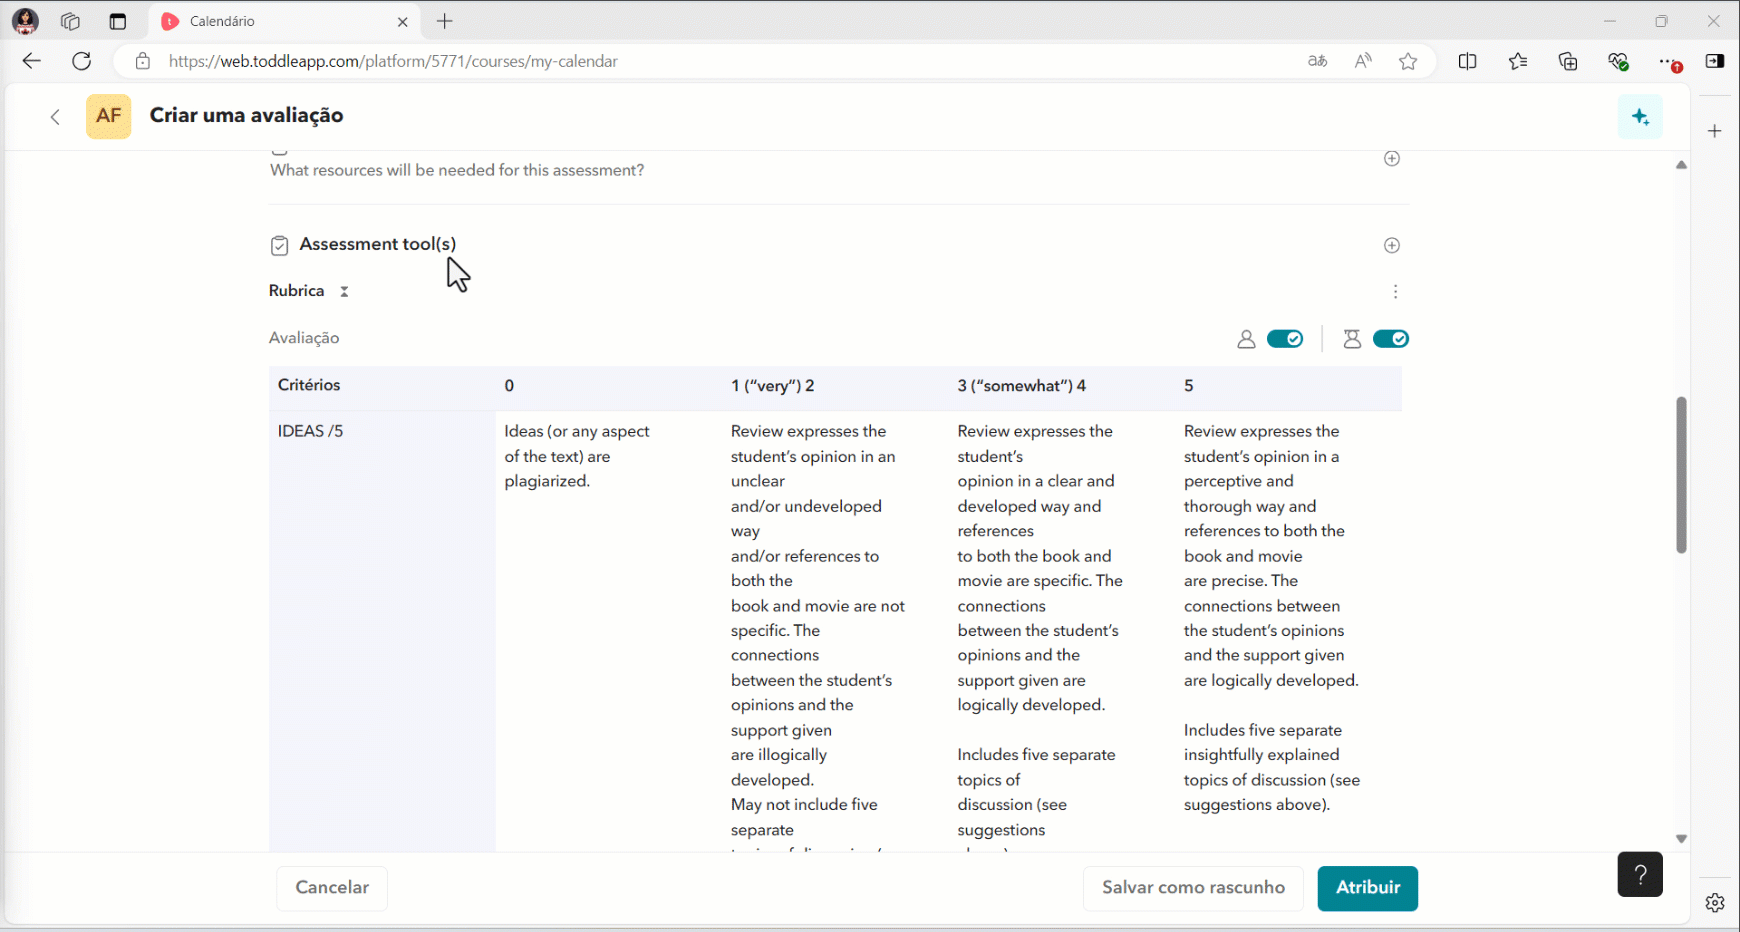 Calendário
https://web.toddleapp.com/platform/5771/courses/my-calendar
AF
Criar uma avaliação
What resources will be needed for this assessment?
Assessment tool(s)
Rubrica
Avaliação
Critérios
0
1 (“very”) 2
3 (“somewhat”) 4
5
IDEAS /5
Ideas (or any aspect
of the text) are
plagiarized.
Review expresses the
student’s opinion in an
unclear
and/or undeveloped
way
and/or references to
both the
book and movie are not
specific. The
connections
between the student’s
opinions and the
support given
are illogically
developed.
May not include five
separate
Review expresses the
student’s
opinion in a clear and
developed way and
references
to both the book and
movie are specific. The
connections
between the student’s
opinions and the
support given are
logically developed.
Includes five separate
topics of
discussion (see
suggestions
Review expresses the
student’s opinion in a
perceptive and
thorough way and
references to both the
book and movie
are precise. The
connections between
the student’s opinions
and the support given
are logically developed.
Includes five separate
insightfully explained
topics of discussion (see
suggestions above).
Cancelar
Salvar como rascunho
Atribuir
?